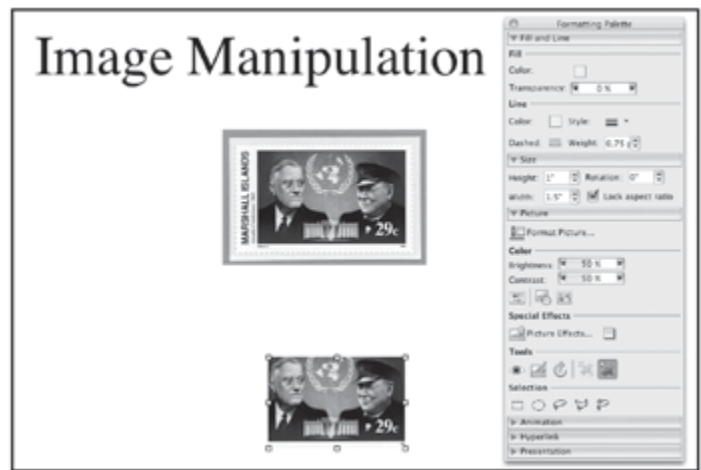 Image Manipulation
MARSHALL ISLANDS
29c
29c
Formatting Palette
Fill and Line
Fill
Color:
Transparency: 0 %
Line
Color: Style:
Dashed: Weight: 0.75
Size
Height: 1" Rotation: 0°
Width: 1.5" Lock aspect ratio
Picture
Format Picture...
Color
Brightness: 50 %
Contrast: 50 %
Special Effects
Picture Effects...
Tools
Selection
Animation
Hyperlink
Presentation